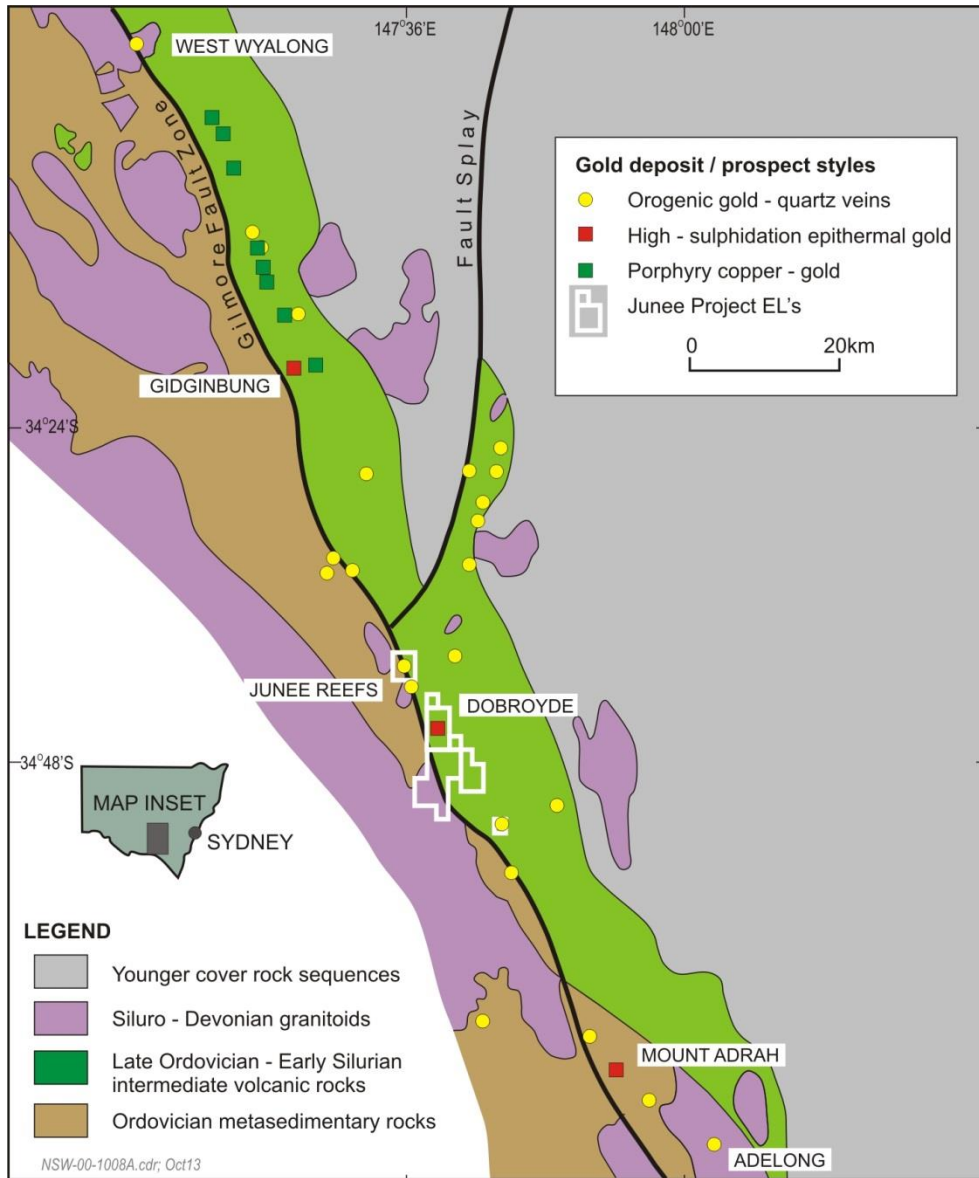 147°36'E
148°00'E
WEST WYALONG
Gilmore Fault Zone
Fault Splay
Gold deposit / prospect styles
Orogenic gold - quartz veins
High - sulphidation epithermal gold
Porphyry copper - gold
Junee Project EL's
0 20km
GIDGINBUNG
34°24'S
JUNEE REEFS
DOBROYDE
34°48'S
MAP INSET
SYDNEY
LEGEND
Younger cover rock sequences
Siluro - Devonian granitoids
Late Ordovician - Early Silurian
intermediate volcanic rocks
Ordovician metasedimentary rocks
MOUNT ADRAH
ADELONG
NSW-00-1008A.cdr; Oct13